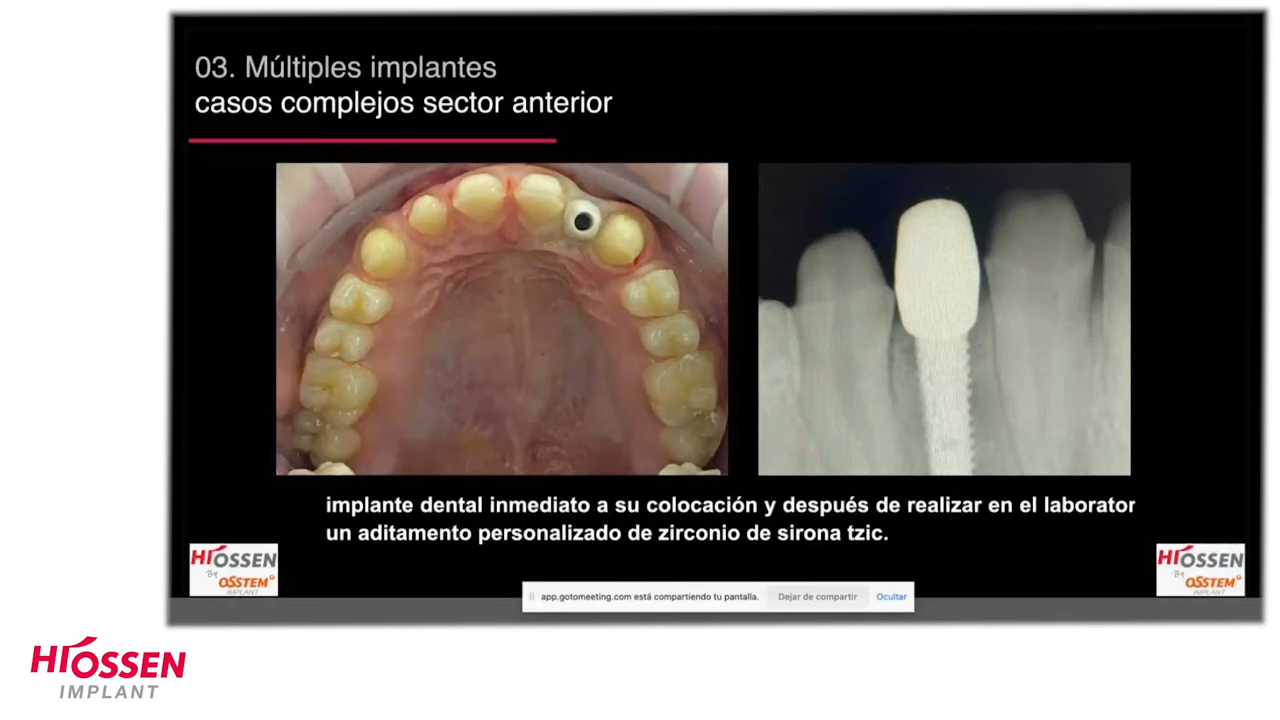 03. Múltiples implantes
casos complejos sector anterior
implante dental inmediato a su colocación y después de realizar en el laborator
un aditamento personalizado de zirconio de sirona tzic.
HIOSSEN
By OSSTEM
IMPLANT
HIOSSEN
By OSSTEM
IMPLANT
app.gotomeeting.com está compartiendo tu pantalla.
Dejar de compartir
Ocultar
HIOSSEN
IMPLANT